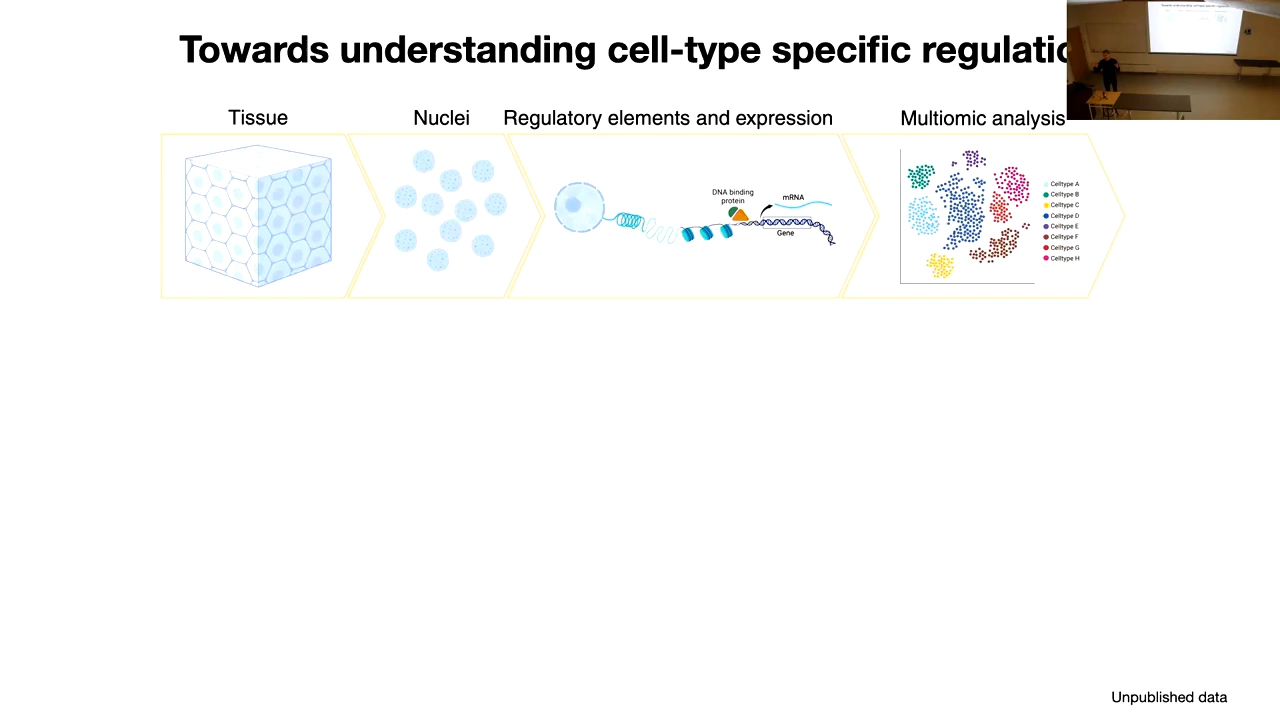 Towards understanding cell-type specific
Tissue
Nuclei
Regulatory elements and expression
Multiomic analysis
DNA binding
protein
mRNA
Gene
Celltype A
Celltype B
Celltype C
Celltype D
Celltype E
Celltype F
Celltype G
Celltype H
Unpublished data